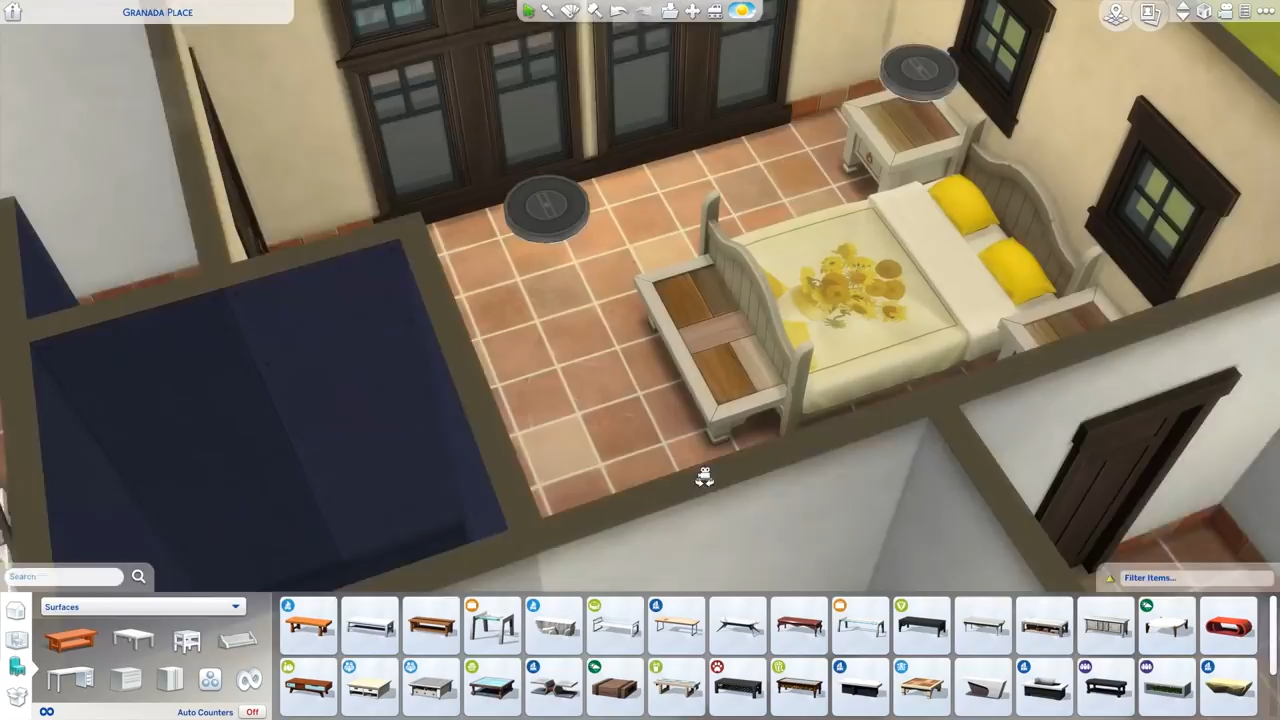 GRANADA PLACE
Search
Filter Items...
Surfaces
Auto Counters Off